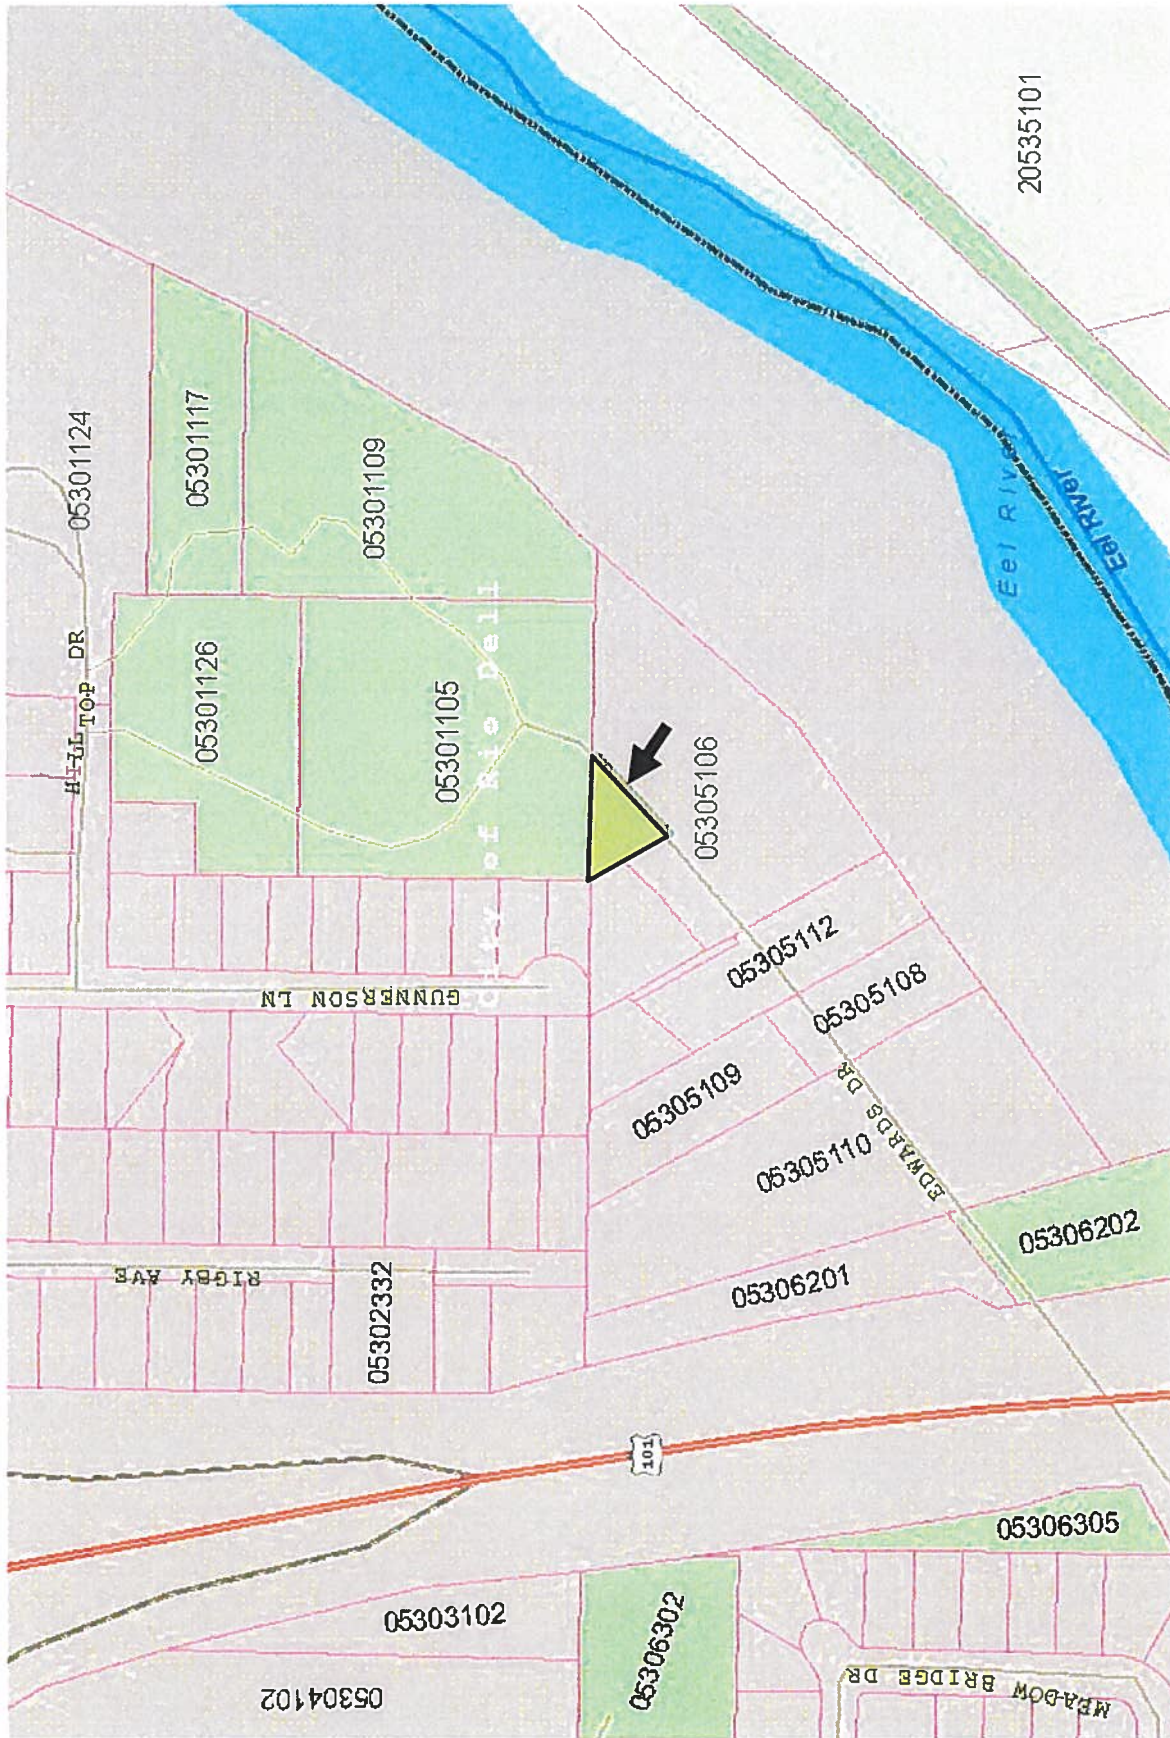 20535101
05301124
05301117
05301109
HILLTOP DR
05301126
05301105
City of Rio Dell
05305106
Eel River
Eel River
GUNNERSON LN
05305112
05305108
05305109
EDWARDS DR
05305110
05306202
05306201
RIGBY AVE
05302332
101
05306305
05303102
05306302
05304102
MEADOW BRIDGE DR